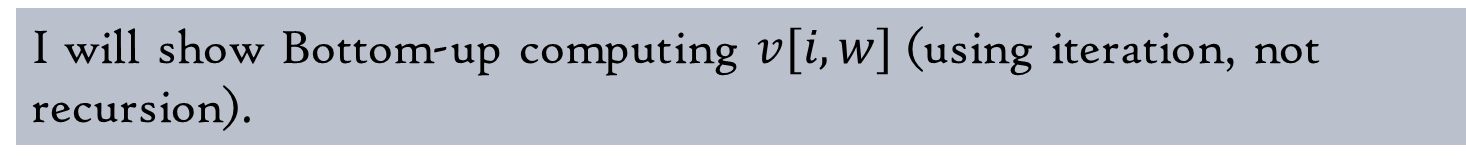 I will show Bottom-up computing v[i, w] (using iteration, not
recursion).